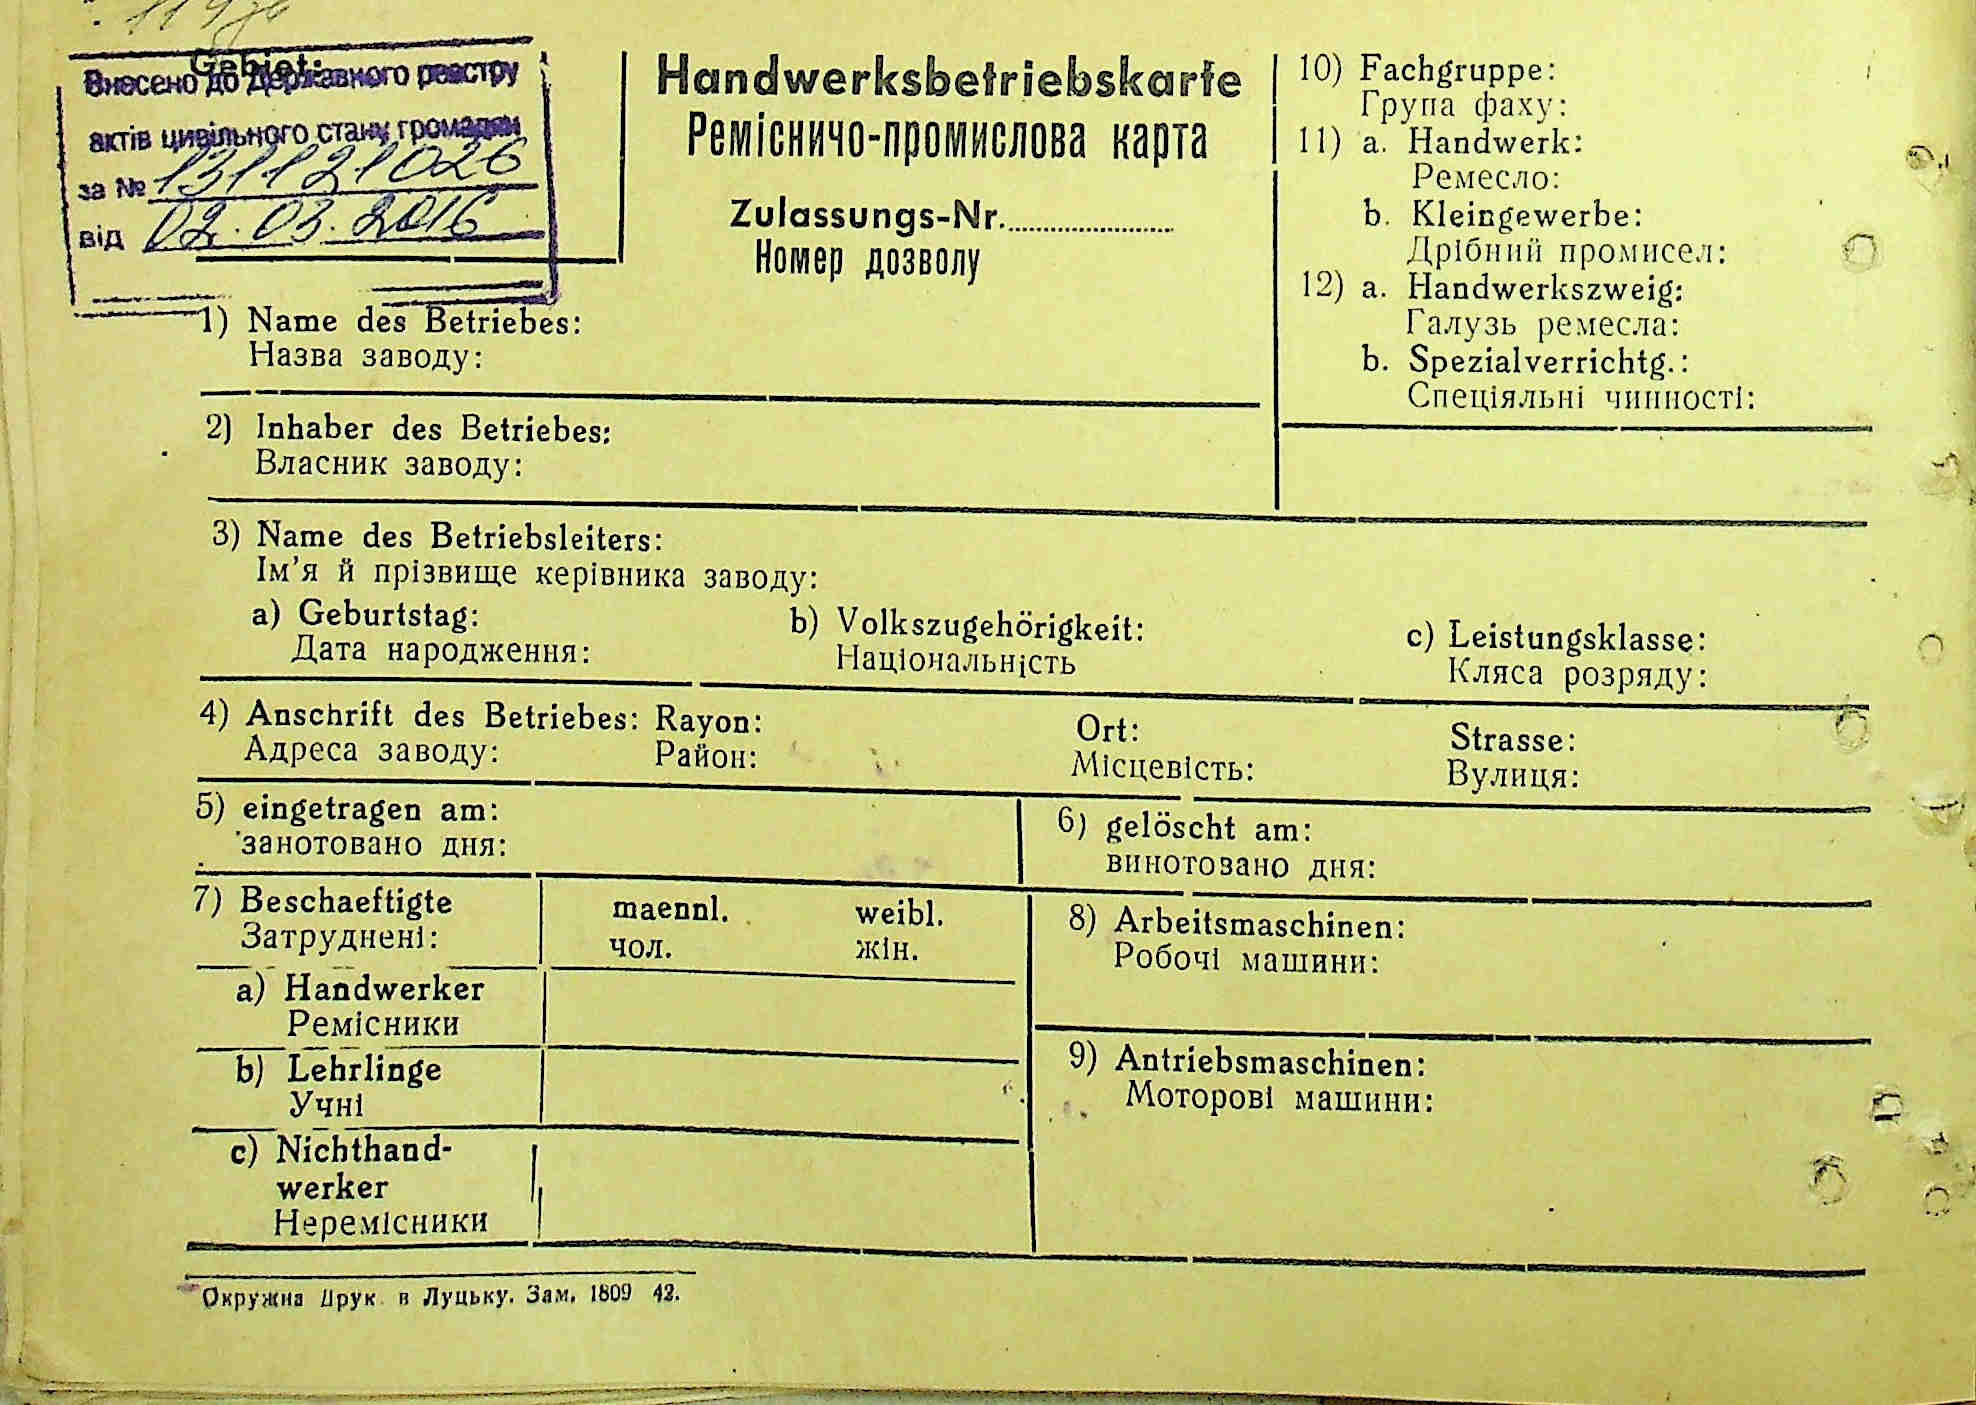 Gebiet:
Внесено до Державного реєстру
актів цивільного стану громадян
за № 131121026
від 02.03.2016
Handwerksbetriebskarte
Ремісничо-промислова карта
Zulassungs-Nr.
Номер дозволу
10) Fachgruppe:
Група фаху:
11) a. Handwerk:
Ремесло:
b. Kleingewerbe:
Дрібний промисел:
12) a. Handwerkszweig:
Галузь ремесла:
b. Spezialverrichtg.:
Спеціяльні чинності:
1) Name des Betriebes:
Назва заводу:
2) Inhaber des Betriebes:
Власник заводу:
3) Name des Betriebsleiters:
Ім'я й прізвище керівника заводу:
a) Geburtstag:
Дата народження:
b) Volkszugehörigkeit:
Національність
c) Leistungsklasse:
Кляса розряду:
4) Anschrift des Betriebes: Rayon: Ort: Strasse:
Адреса заводу: Район: Місцевість: Вулиця:
5) eingetragen am:
занотовано дня:
6) gelöscht am:
винотовано дня:
7) Beschaeftigte maennl. weibl.
Затруднені: чол. жін.
a) Handwerker
Ремісники
b) Lehrlinge
Учні
c) Nichthand-
werker
Неремісники
8) Arbeitsmaschinen:
Робочі машини:
9) Antriebsmaschinen:
Моторові машини:
Окружна Друк. в Луцьку. Зам. 1809 42.